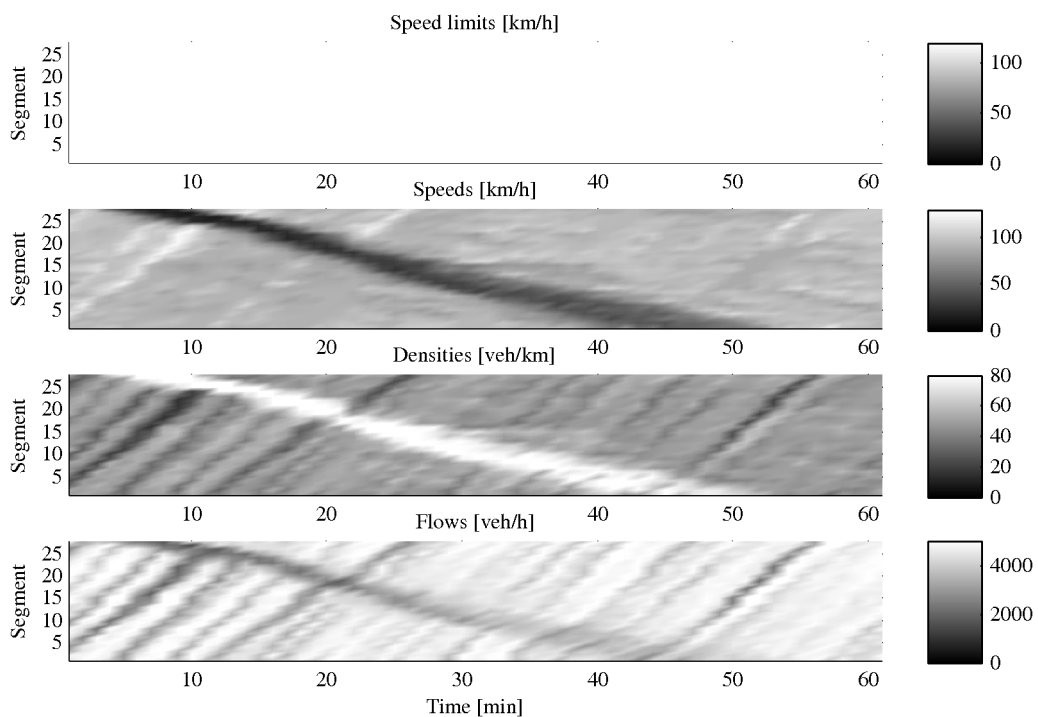 Speed limits [km/h]
25
20
15
10
5
Segment
100
50
0
10 20 40 50 60
Speeds [km/h]
25
20
15
10
5
Segment
100
50
0
10 20 40 50 60
Densities [veh/km]
25
20
15
10
5
Segment
80
60
40
20
0
10 20 40 50 60
Flows [veh/h]
25
20
15
10
5
Segment
4000
2000
0
10 20 30 40 50 60
Time [min]